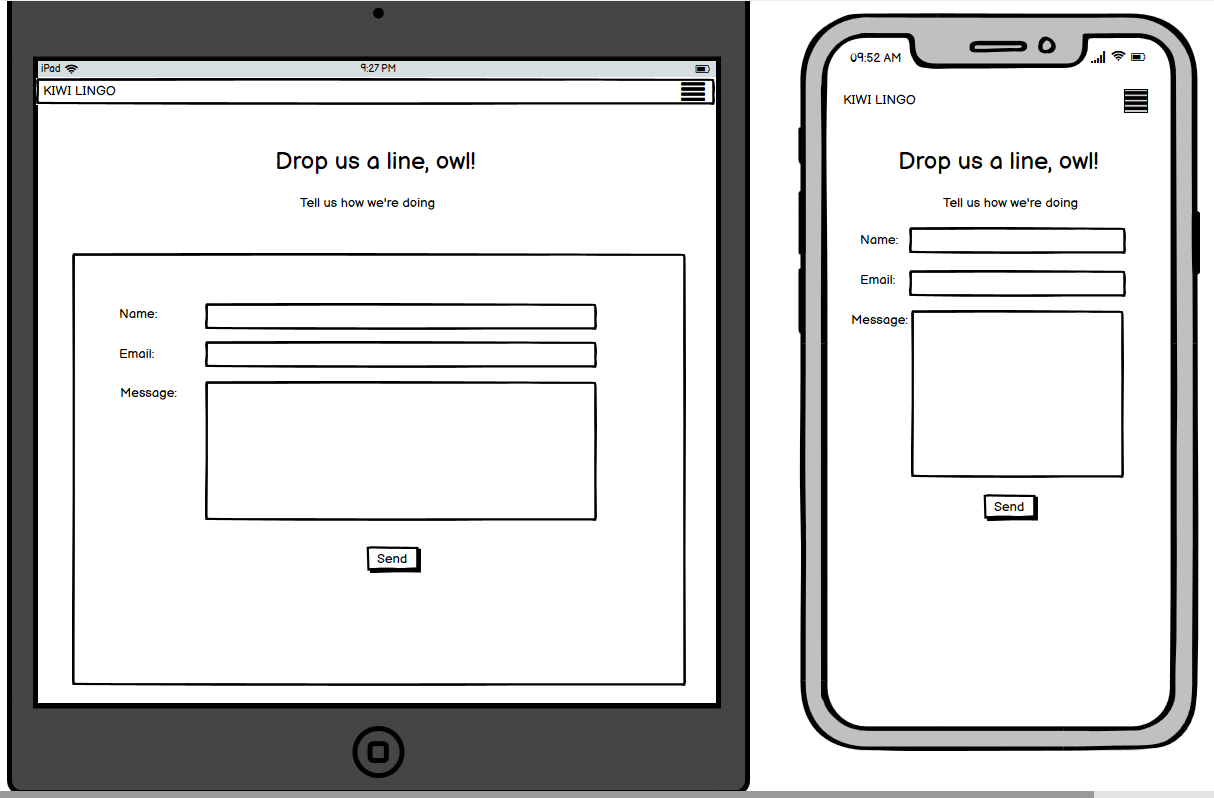 iPad 9:27 PM
KIWI LINGO
Drop us a line, owl!
Tell us how we're doing
Name:
Email:
Message:
Send
09:52 AM
KIWI LINGO
Drop us a line, owl!
Tell us how we're doing
Name:
Email:
Message:
Send